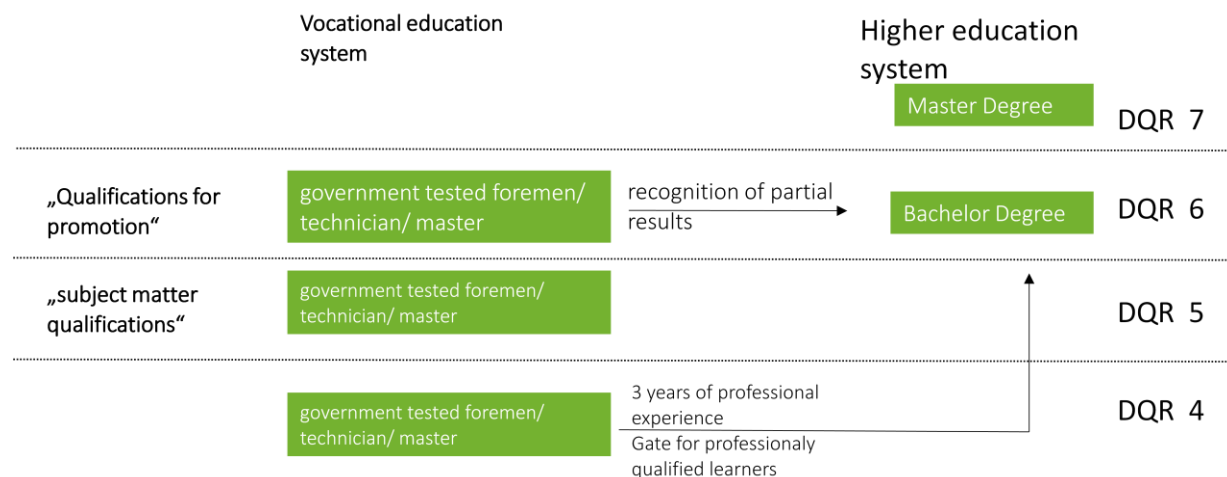 Vocational education
system
Higher education
system
Master Degree
DQR 7
„Qualifications for
promotion“
government tested foremen/
technician/ master
recognition of partial
results
Bachelor Degree
DQR 6
„subject matter
qualifications“
government tested foremen/
technician/ master
DQR 5
government tested foremen/
technician/ master
3 years of professional
experience
Gate for professionaly
qualified learners
DQR 4